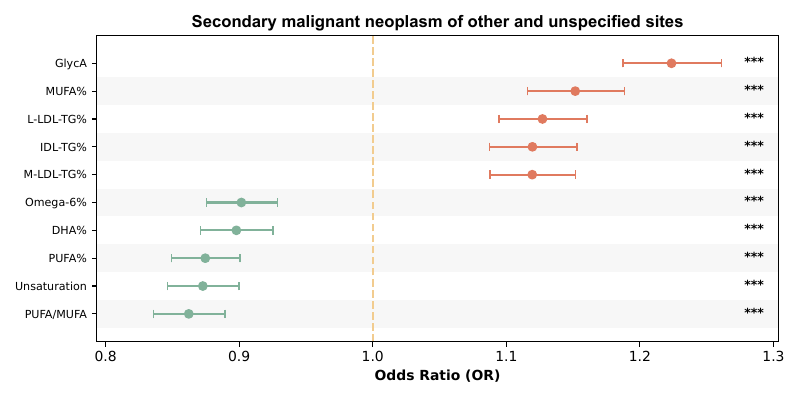 Secondary malignant neoplasm of other and unspecified sites
GlycA ***
MUFA% ***
L-LDL-TG% ***
IDL-TG% ***
M-LDL-TG% ***
Omega-6% ***
DHA% ***
PUFA% ***
Unsaturation ***
PUFA/MUFA ***
0.8 0.9 1.0 1.1 1.2 1.3
Odds Ratio (OR)